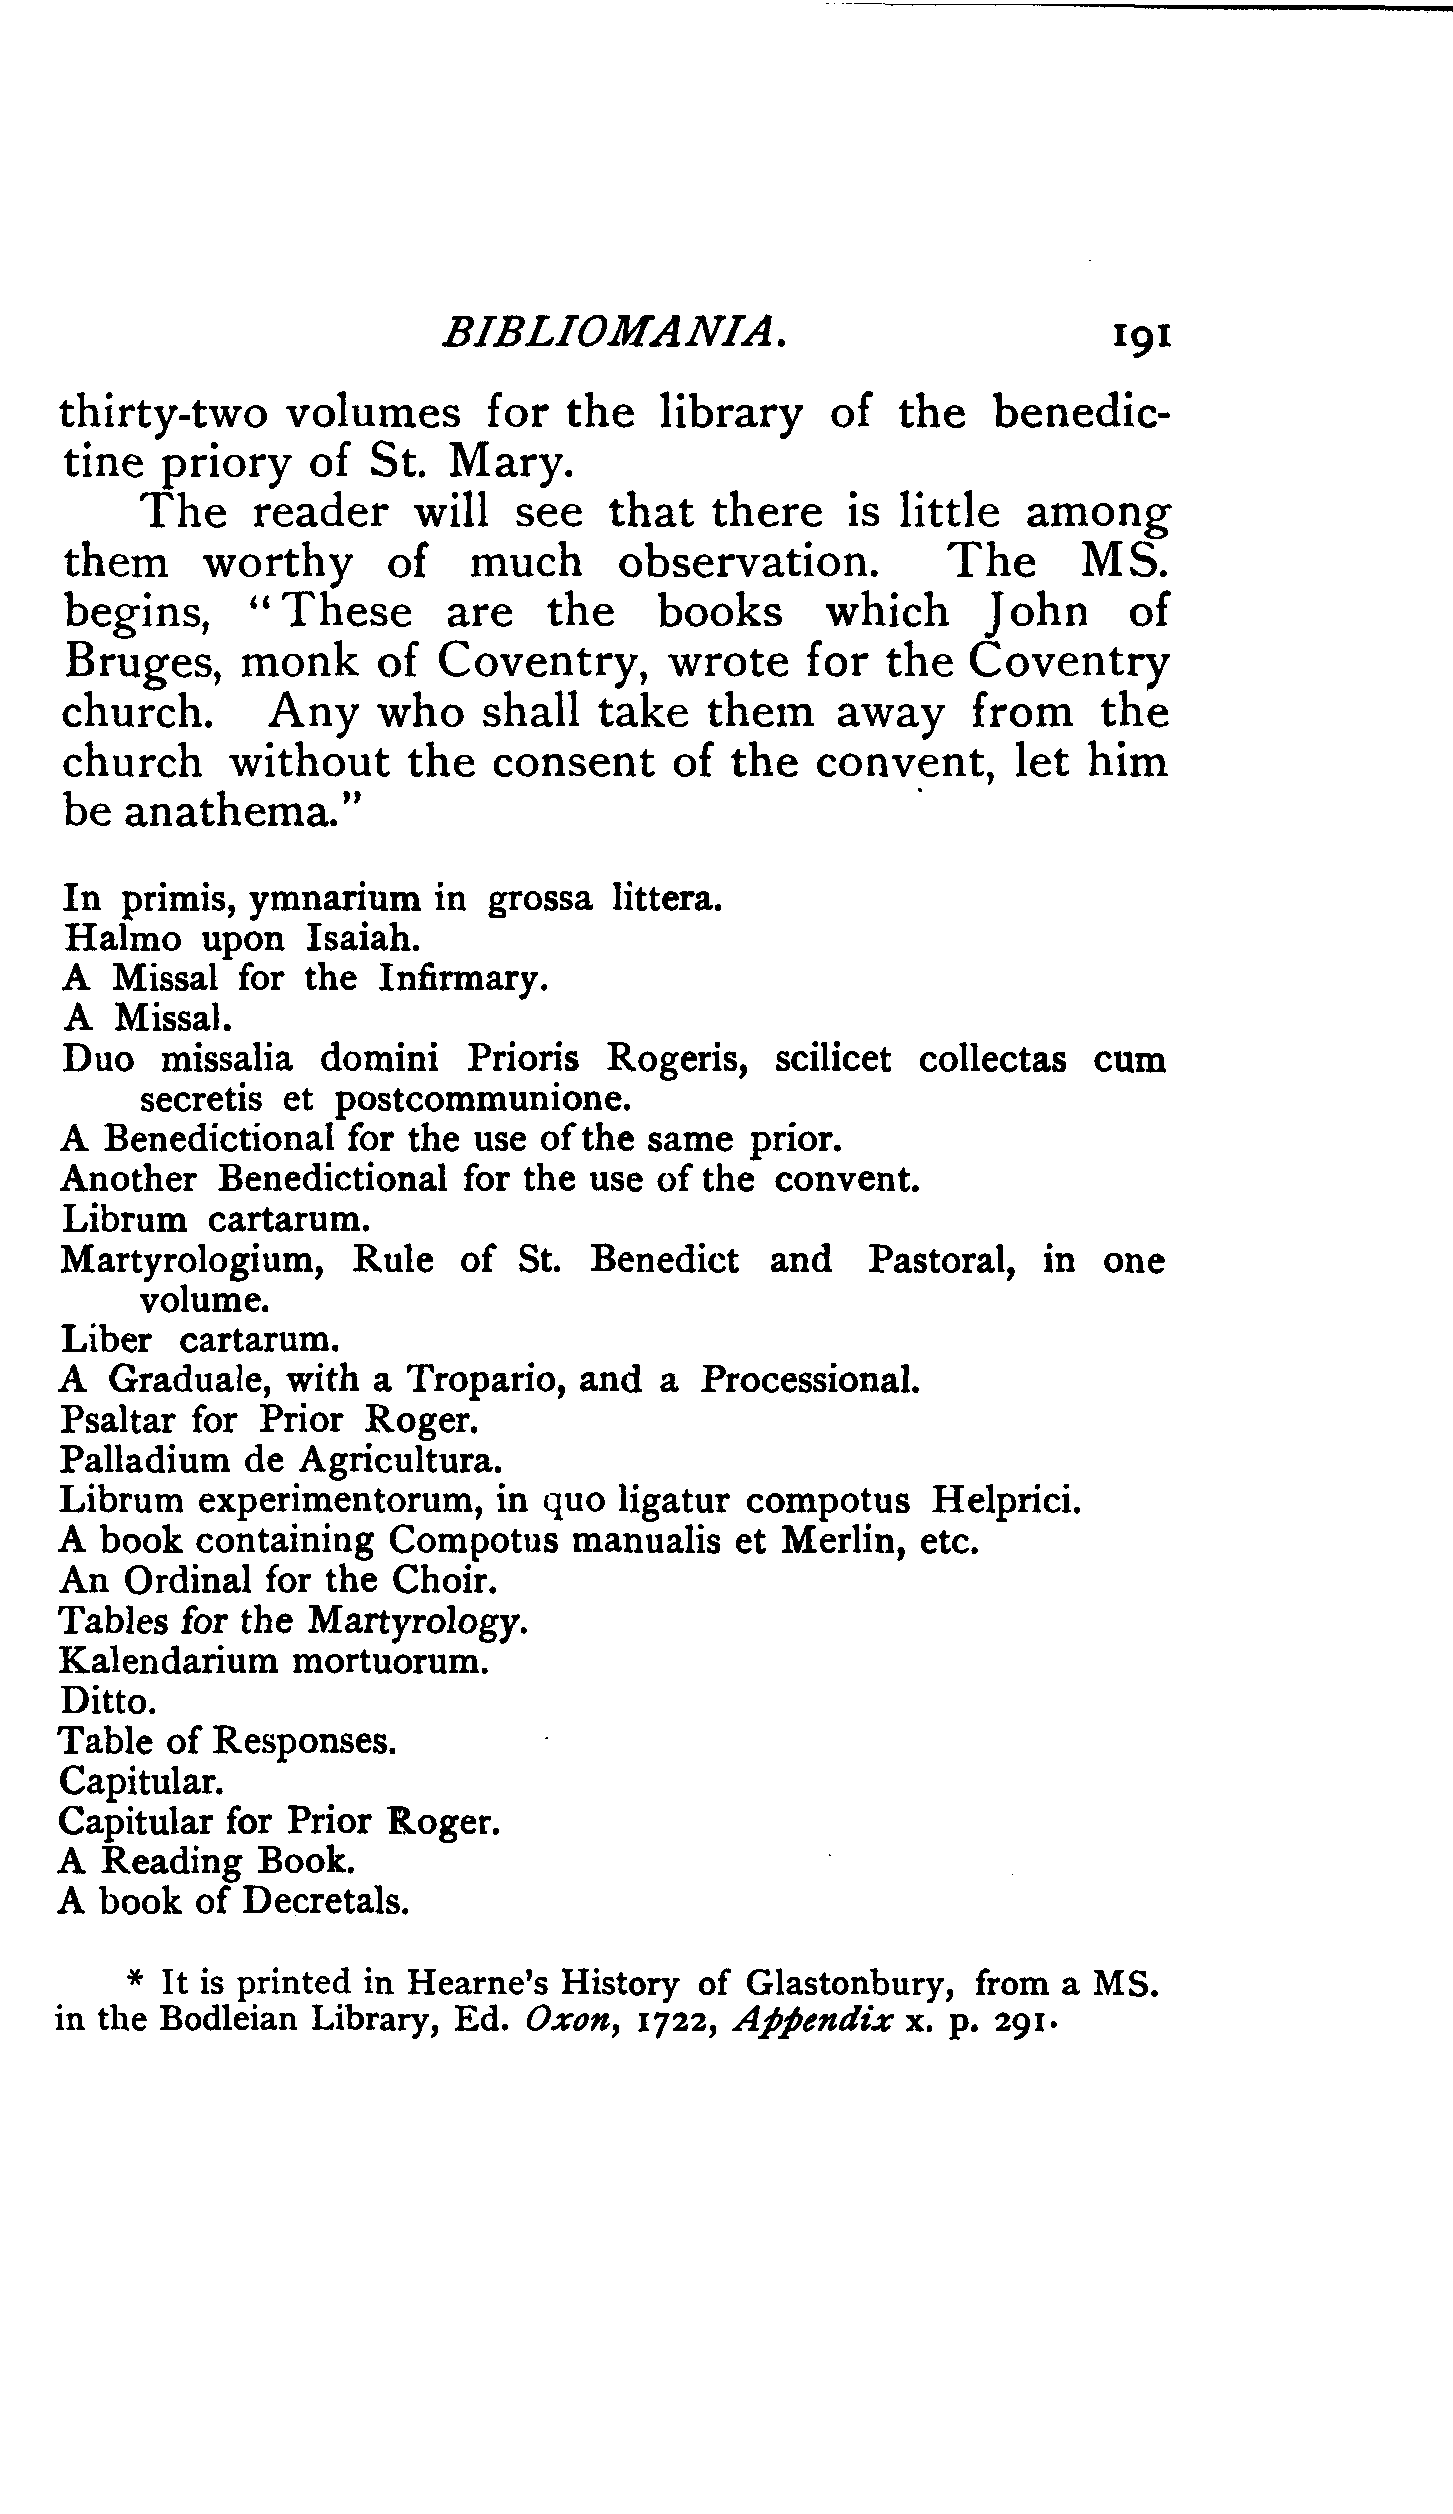 BIBLIOMANIA. 191
thirty-two volumes for the library of the benedic-
tine priory of St. Mary.
The reader will see that there is little among
them worthy of much observation. The MS.
begins, “These are the books which John of
Bruges, monk of Coventry, wrote for the Coventry
church. Any who shall take them away from the
church without the consent of the convent, let him
be anathema.”
In primis, ymnarium in grossa littera.
Halmo upon Isaiah.
A Missal for the Infirmary.
A Missal.
Duo missalia domini Prioris Rogeris, scilicet collectas cum
secretis et postcommunione.
A Benedictional for the use of the same prior.
Another Benedictional for the use of the convent.
Librum cartarum.
Martyrologium, Rule of St. Benedict and Pastoral, in one
volume.
Liber cartarum.
A Graduale, with a Tropario, and a Processional.
Psaltar for Prior Roger.
Palladium de Agricultura.
Librum experimentorum, in quo ligatur compotus Helprici.
A book containing Compotus manualis et Merlin, etc.
An Ordinal for the Choir.
Tables for the Martyrology.
Kalendarium mortuorum.
Ditto.
Table of Responses.
Capitular.
Capitular for Prior Roger.
A Reading Book.
A book of Decretals.
* It is printed in Hearne's History of Glastonbury, from a MS.
in the Bodleian Library, Ed. Oxon, 1722, Appendix x. p. 291.